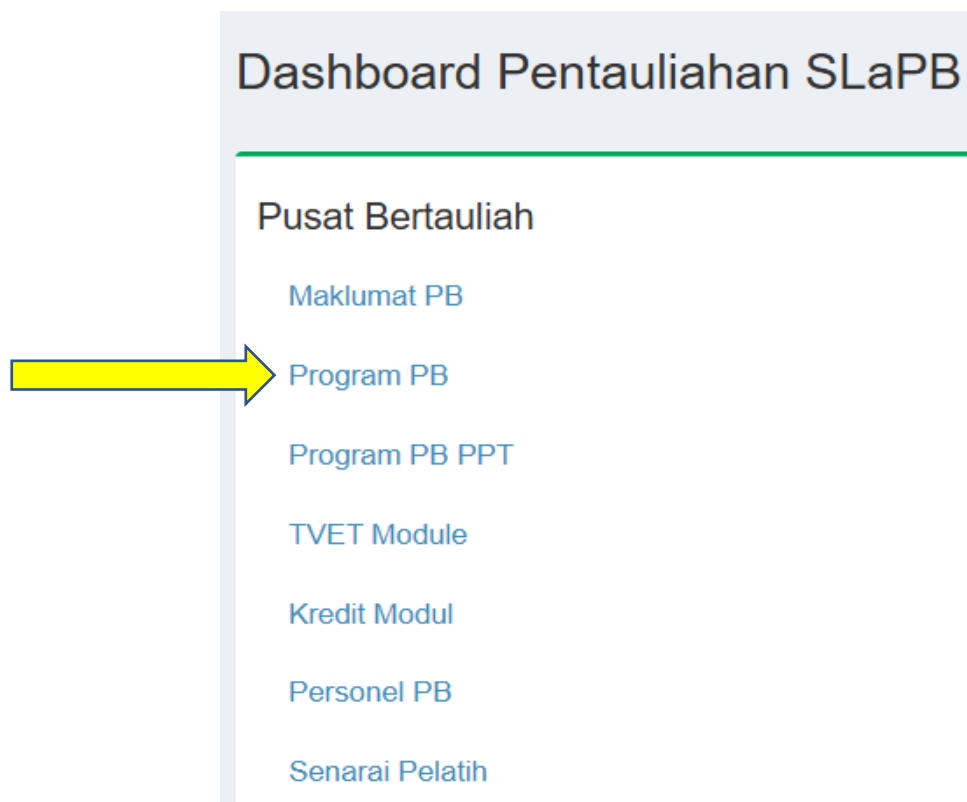 Dashboard Pentauliahan SLaPB
Pusat Bertauliah
Maklumat PB
Program PB
Program PB PPT
TVET Module
Kredit Modul
Personel PB
Senarai Pelatih